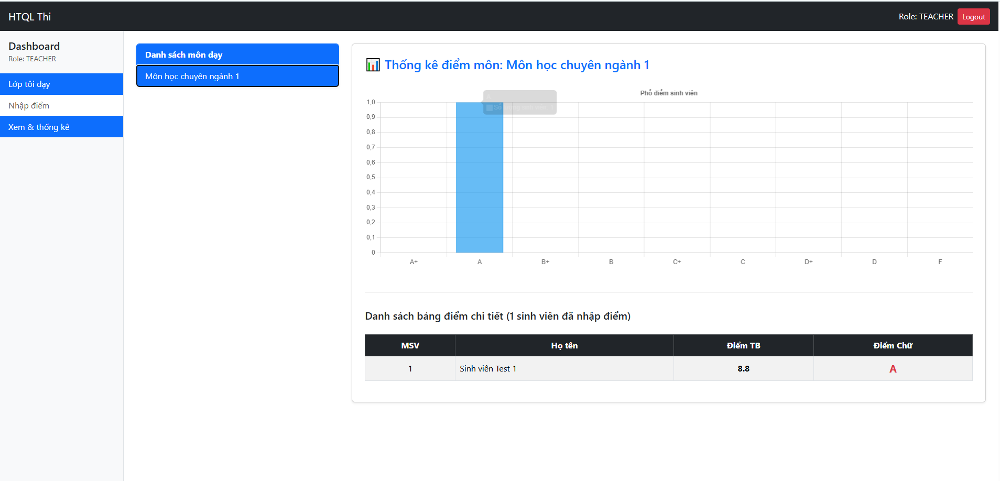 HTQL Thi
Role: TEACHER
Logout
Dashboard
Role: TEACHER
Lớp tôi dạy
Nhập điểm
Xem & thống kê
Danh sách môn dạy
Môn học chuyên ngành 1
Thống kê điểm môn: Môn học chuyên ngành 1
Phổ điểm sinh viên
A
Số lượng sinh viên: 1
1,0
0,9
0,8
0,7
0,6
0,5
0,4
0,3
0,2
0,1
0
A+ A B+ B C+ C D+ D F
Danh sách bảng điểm chi tiết (1 sinh viên đã nhập điểm)
MSV Họ tên Điểm TB Điểm Chữ
1 Sinh viên Test 1 8.8 A